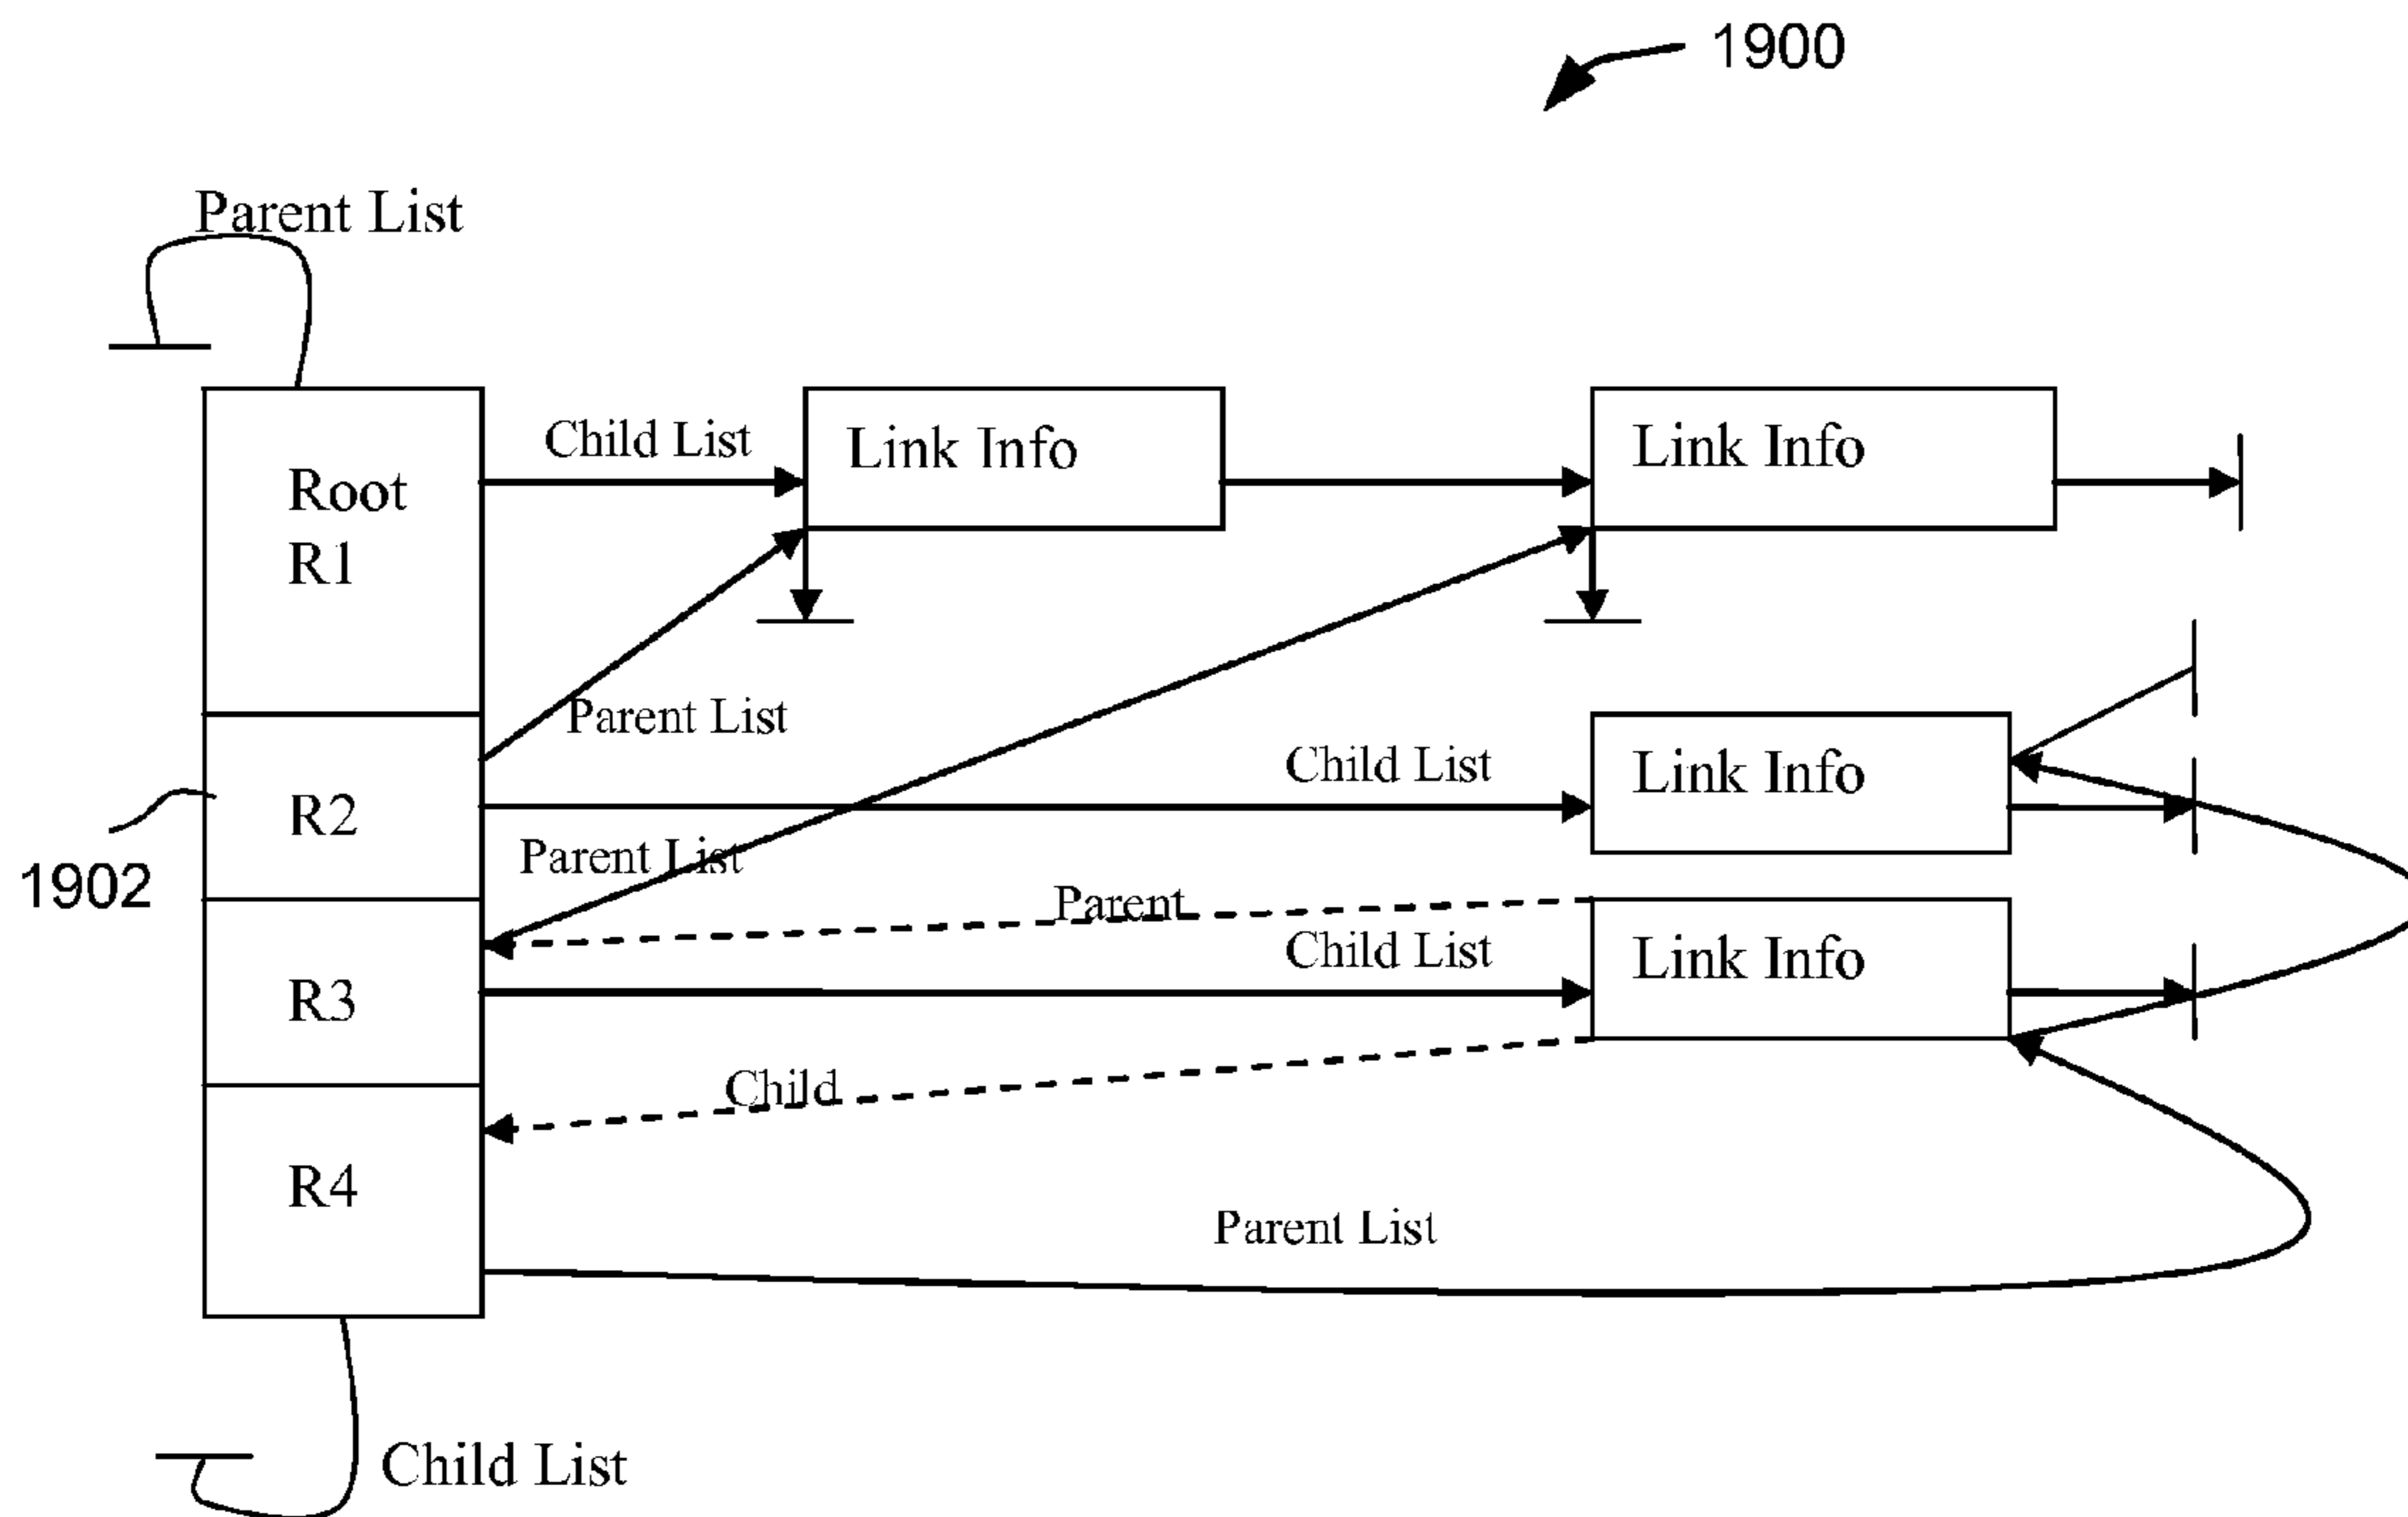 1900
Parent List
Child List
Link Info
Link Info
Root
R1
Parent List
Child List
Link Info
R2
Parent List
1902
Parent
Child List
Link Info
R3
Child
R4
Parent List
Child List